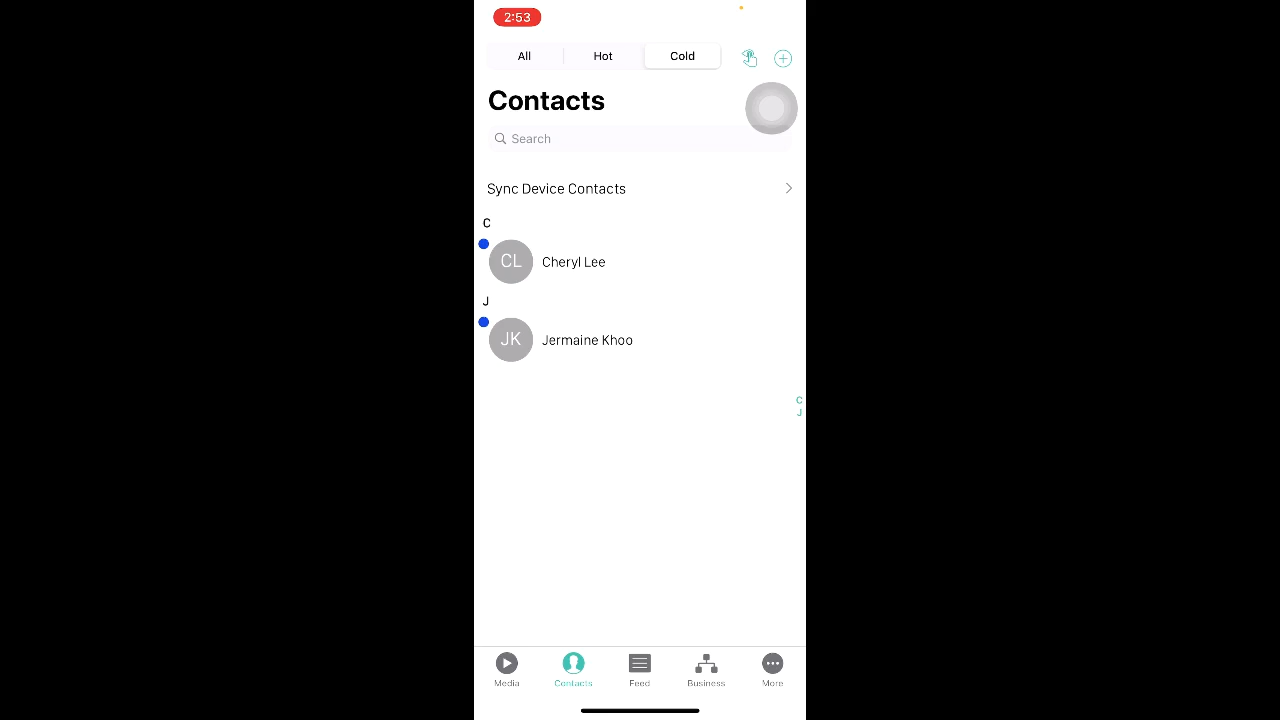 2:53
All Hot Cold
Contacts
Search
Sync Device Contacts
C
CL Cheryl Lee
J
JK Jermaine Khoo
C
J
Media Contacts Feed Business More